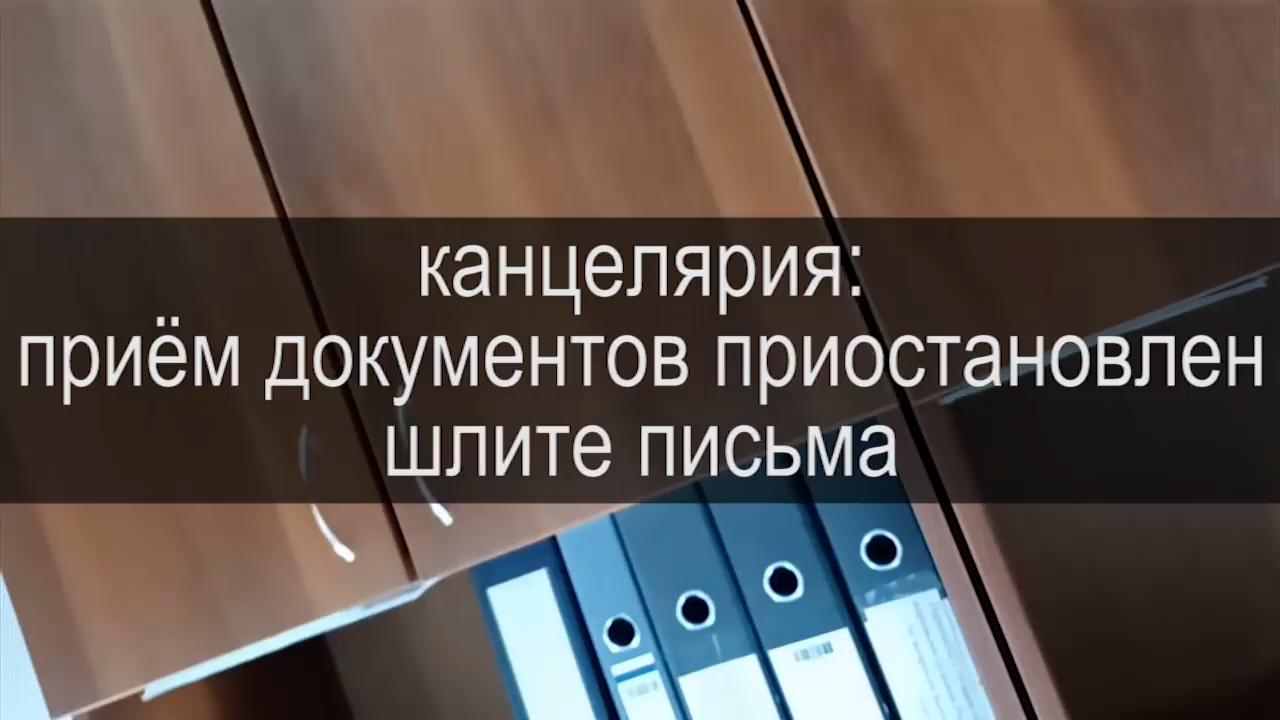 канцелярия:
приём документов приостановлен
шлите письма